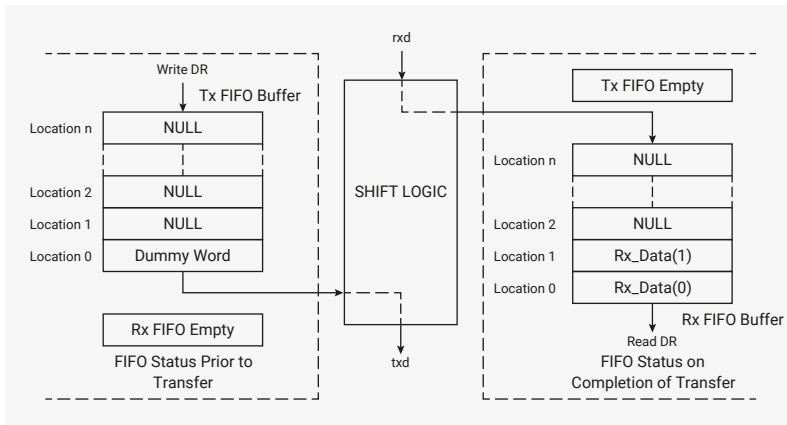 rxd
Write DR
Tx FIFO Buffer
Location n
NULL
Location 2
NULL
Location 1
NULL
Location 0
Dummy Word
Rx FIFO Empty
FIFO Status Prior to
Transfer
SHIFT LOGIC
txd
Tx FIFO Empty
Location n
NULL
Location 2
NULL
Location 1
Rx_Data(1)
Location 0
Rx_Data(0)
Rx FIFO Buffer
Read DR
FIFO Status on
Completion of Transfer